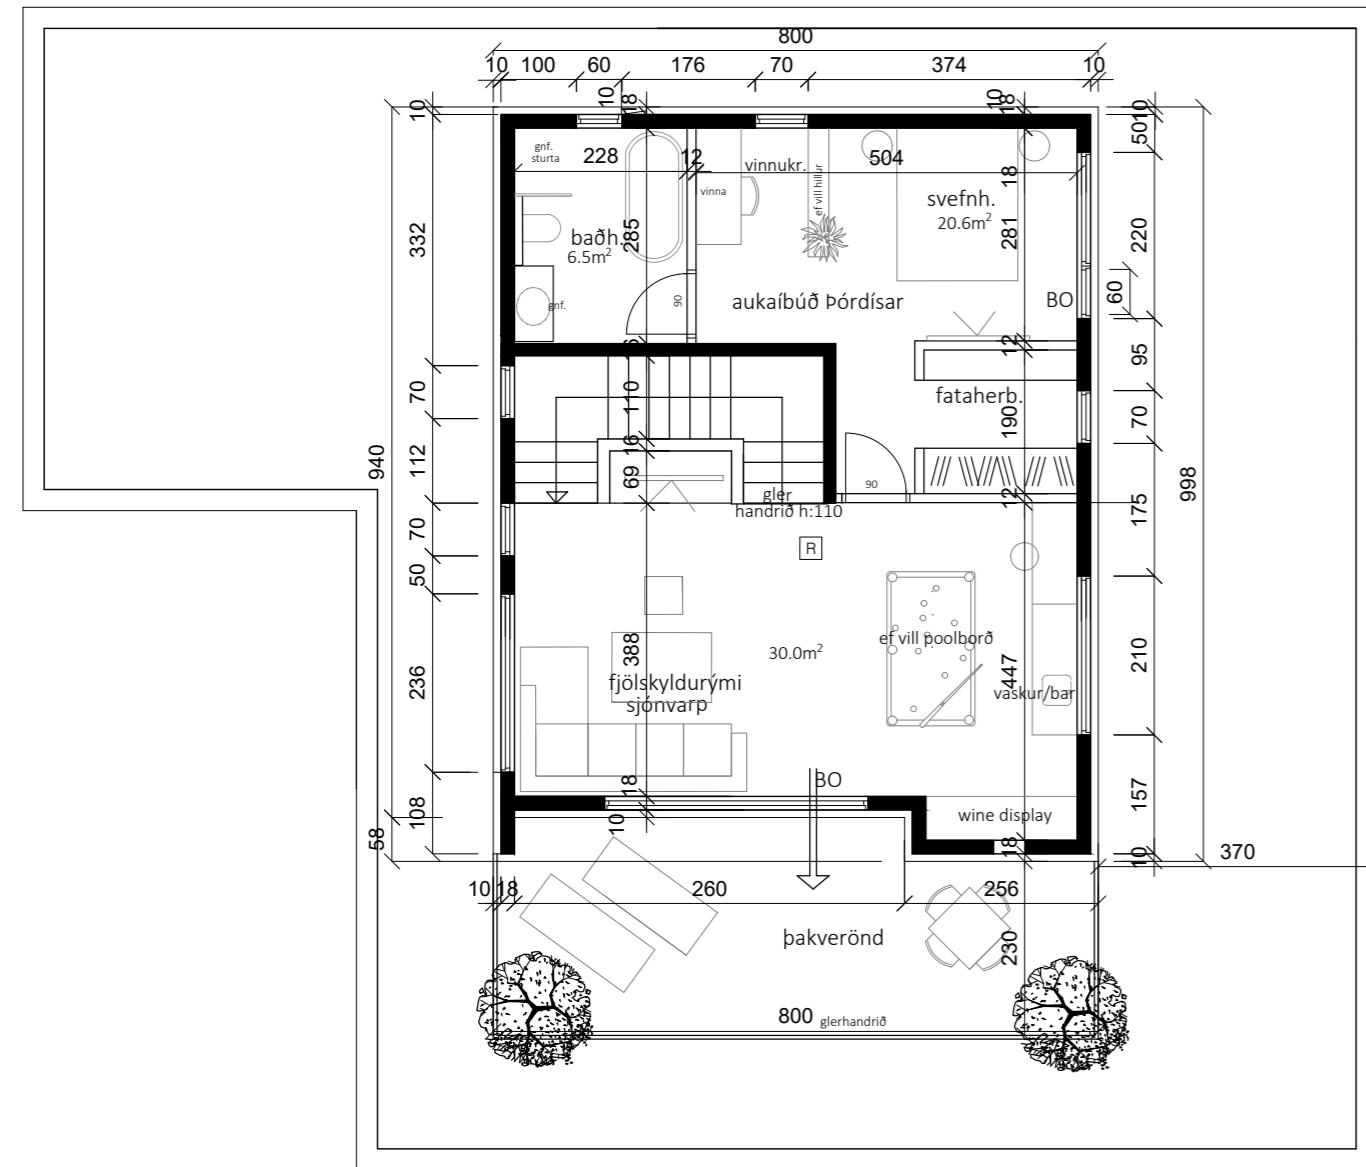 800
10 100 60 176 70 374 10
10 18 10 18
10 10
50
gnf.
sturta
228 12 504
vinnukr.
vinna
ef vill hillur
18
svefnh.
20.6m²
332
baðh.
6.5m²
285
281
220
gnf.
90
aukaíbúð Þórdísar
BO
60
12
95
70
110
fataherb.
190
70
940
112
16
69
90
12
998
gler
handrið h:110
175
70
R
50
388
30.0m²
ef vill poolborð
447
210
236
fjölskyldurými
sjónvarp
vaskur/bar
18
BO
157
108
10
wine display
58
18
10
370
10 18 260 256
þakverönd
230
800 glerhandrið